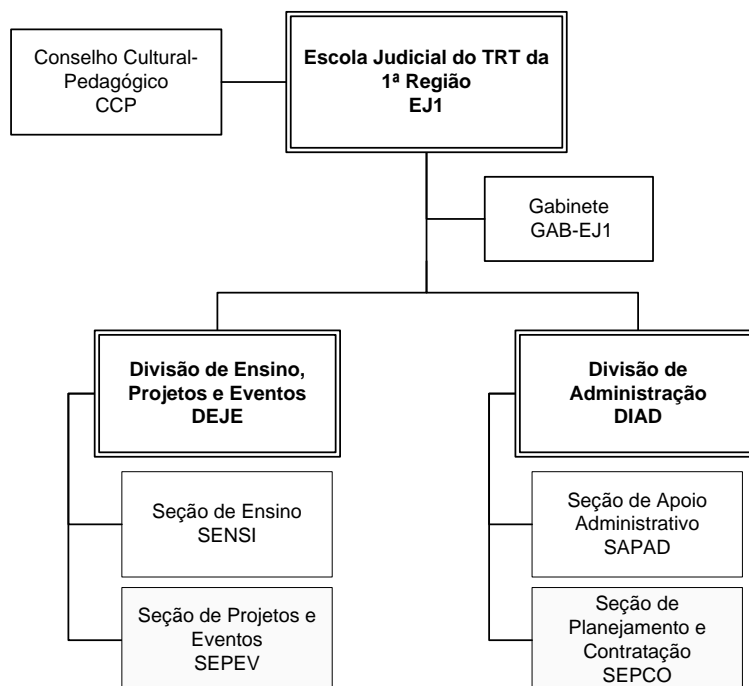 Conselho Cultural-
Pedagógico
CCP
Escola Judicial do TRT da
1ª Região
EJ1
Gabinete
GAB-EJ1
Divisão de Ensino,
Projetos e Eventos
DEJE
Seção de Ensino
SENSI
Seção de Projetos e
Eventos
SEPEV
Divisão de
Administração
DIAD
Seção de Apoio
Administrativo
SAPAD
Seção de
Planejamento e
Contratação
SEPCO